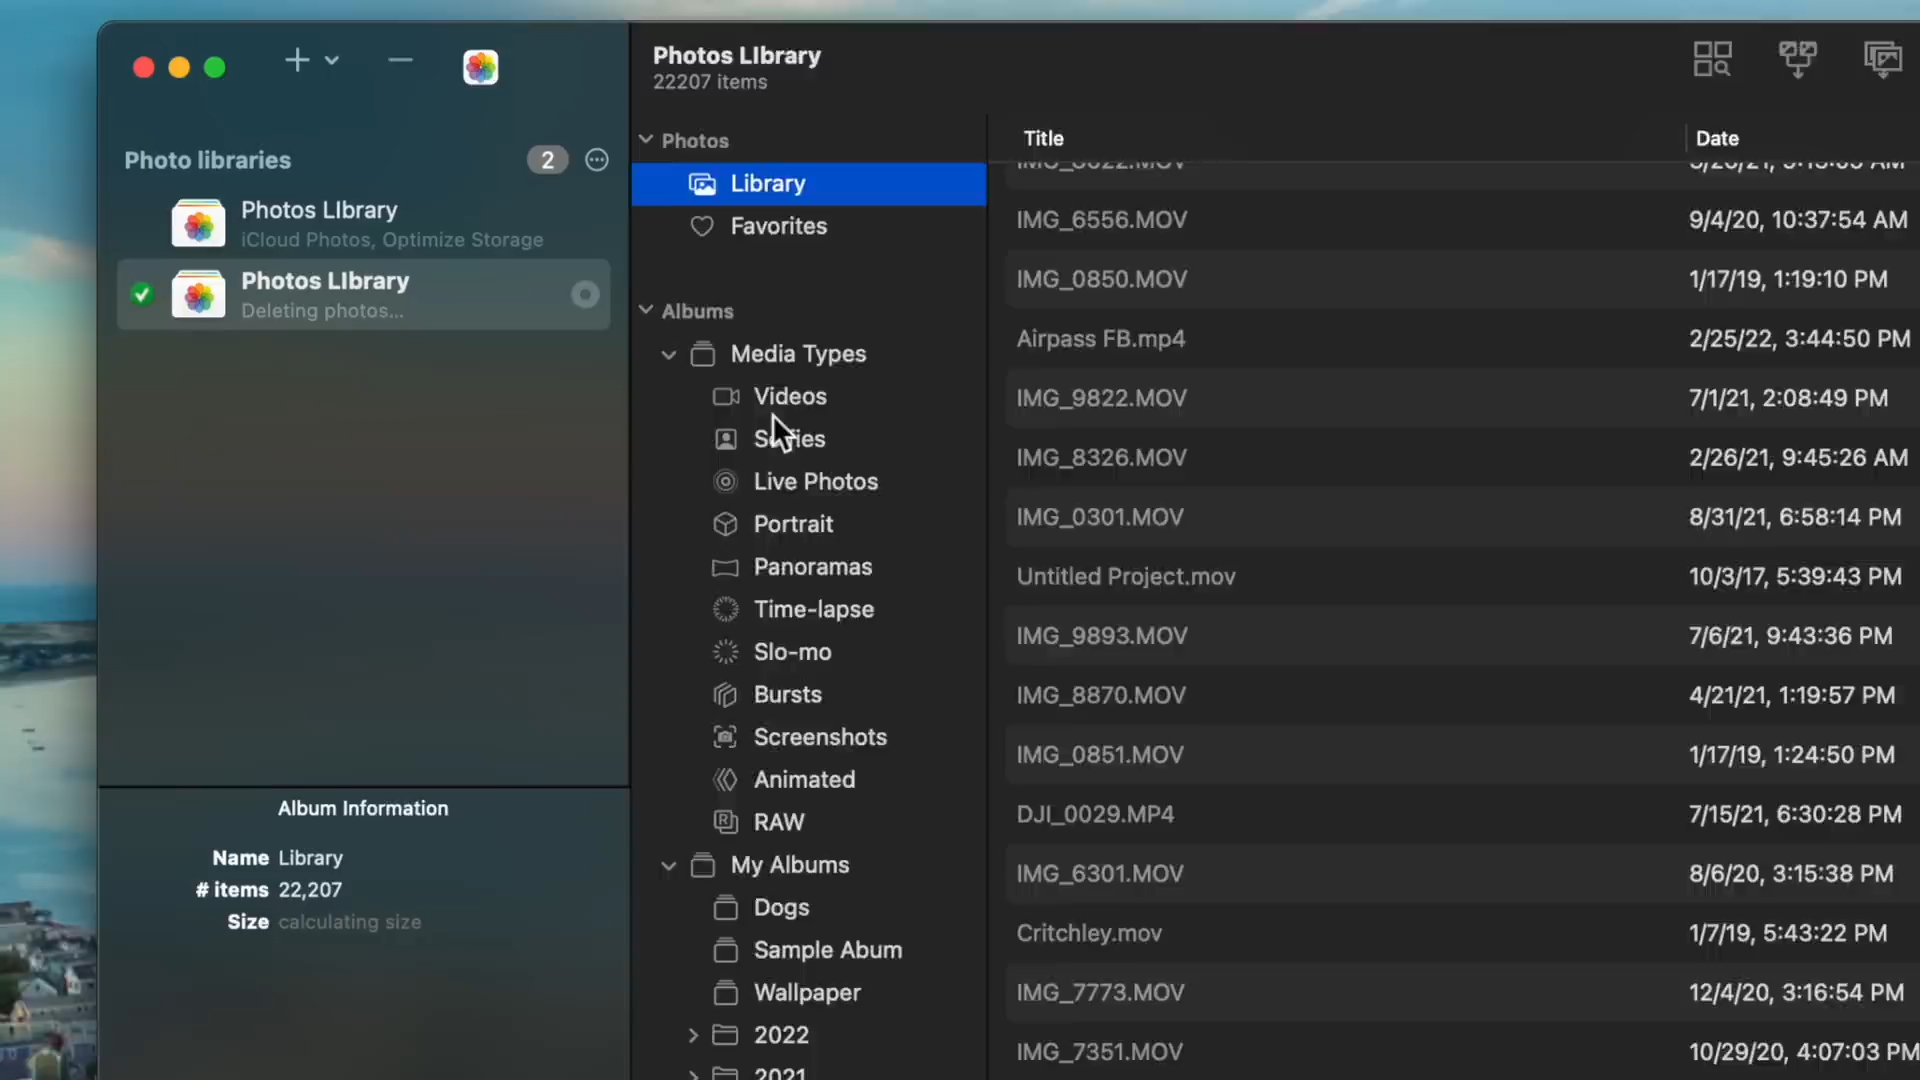 Photo libraries
2
Photos LIbrary
iCloud Photos, Optimize Storage
Photos LIbrary
Deleting photos...
Album Information
Name Library
# items 22,207
Size calculating size
Photos LIbrary
22207 items
Photos
Library
Favorites
Albums
Media Types
Videos
Selfies
Live Photos
Portrait
Panoramas
Time-lapse
Slo-mo
Bursts
Screenshots
Animated
RAW
My Albums
Dogs
Sample Abum
Wallpaper
2022
2021
Title Date
IMG_6556.MOV 9/4/20, 10:37:54 AM
IMG_0850.MOV 1/17/19, 1:19:10 PM
Airpass FB.mp4 2/25/22, 3:44:50 PM
IMG_9822.MOV 7/1/21, 2:08:49 PM
IMG_8326.MOV 2/26/21, 9:45:26 AM
IMG_0301.MOV 8/31/21, 6:58:14 PM
Untitled Project.mov 10/3/17, 5:39:43 PM
IMG_9893.MOV 7/6/21, 9:43:36 PM
IMG_8870.MOV 4/21/21, 1:19:57 PM
IMG_0851.MOV 1/17/19, 1:24:50 PM
DJI_0029.MP4 7/15/21, 6:30:28 PM
IMG_6301.MOV 8/6/20, 3:15:38 PM
Critchley.mov 1/7/19, 5:43:22 PM
IMG_7773.MOV 12/4/20, 3:16:54 PM
IMG_7351.MOV 10/29/20, 4:07:03 PM